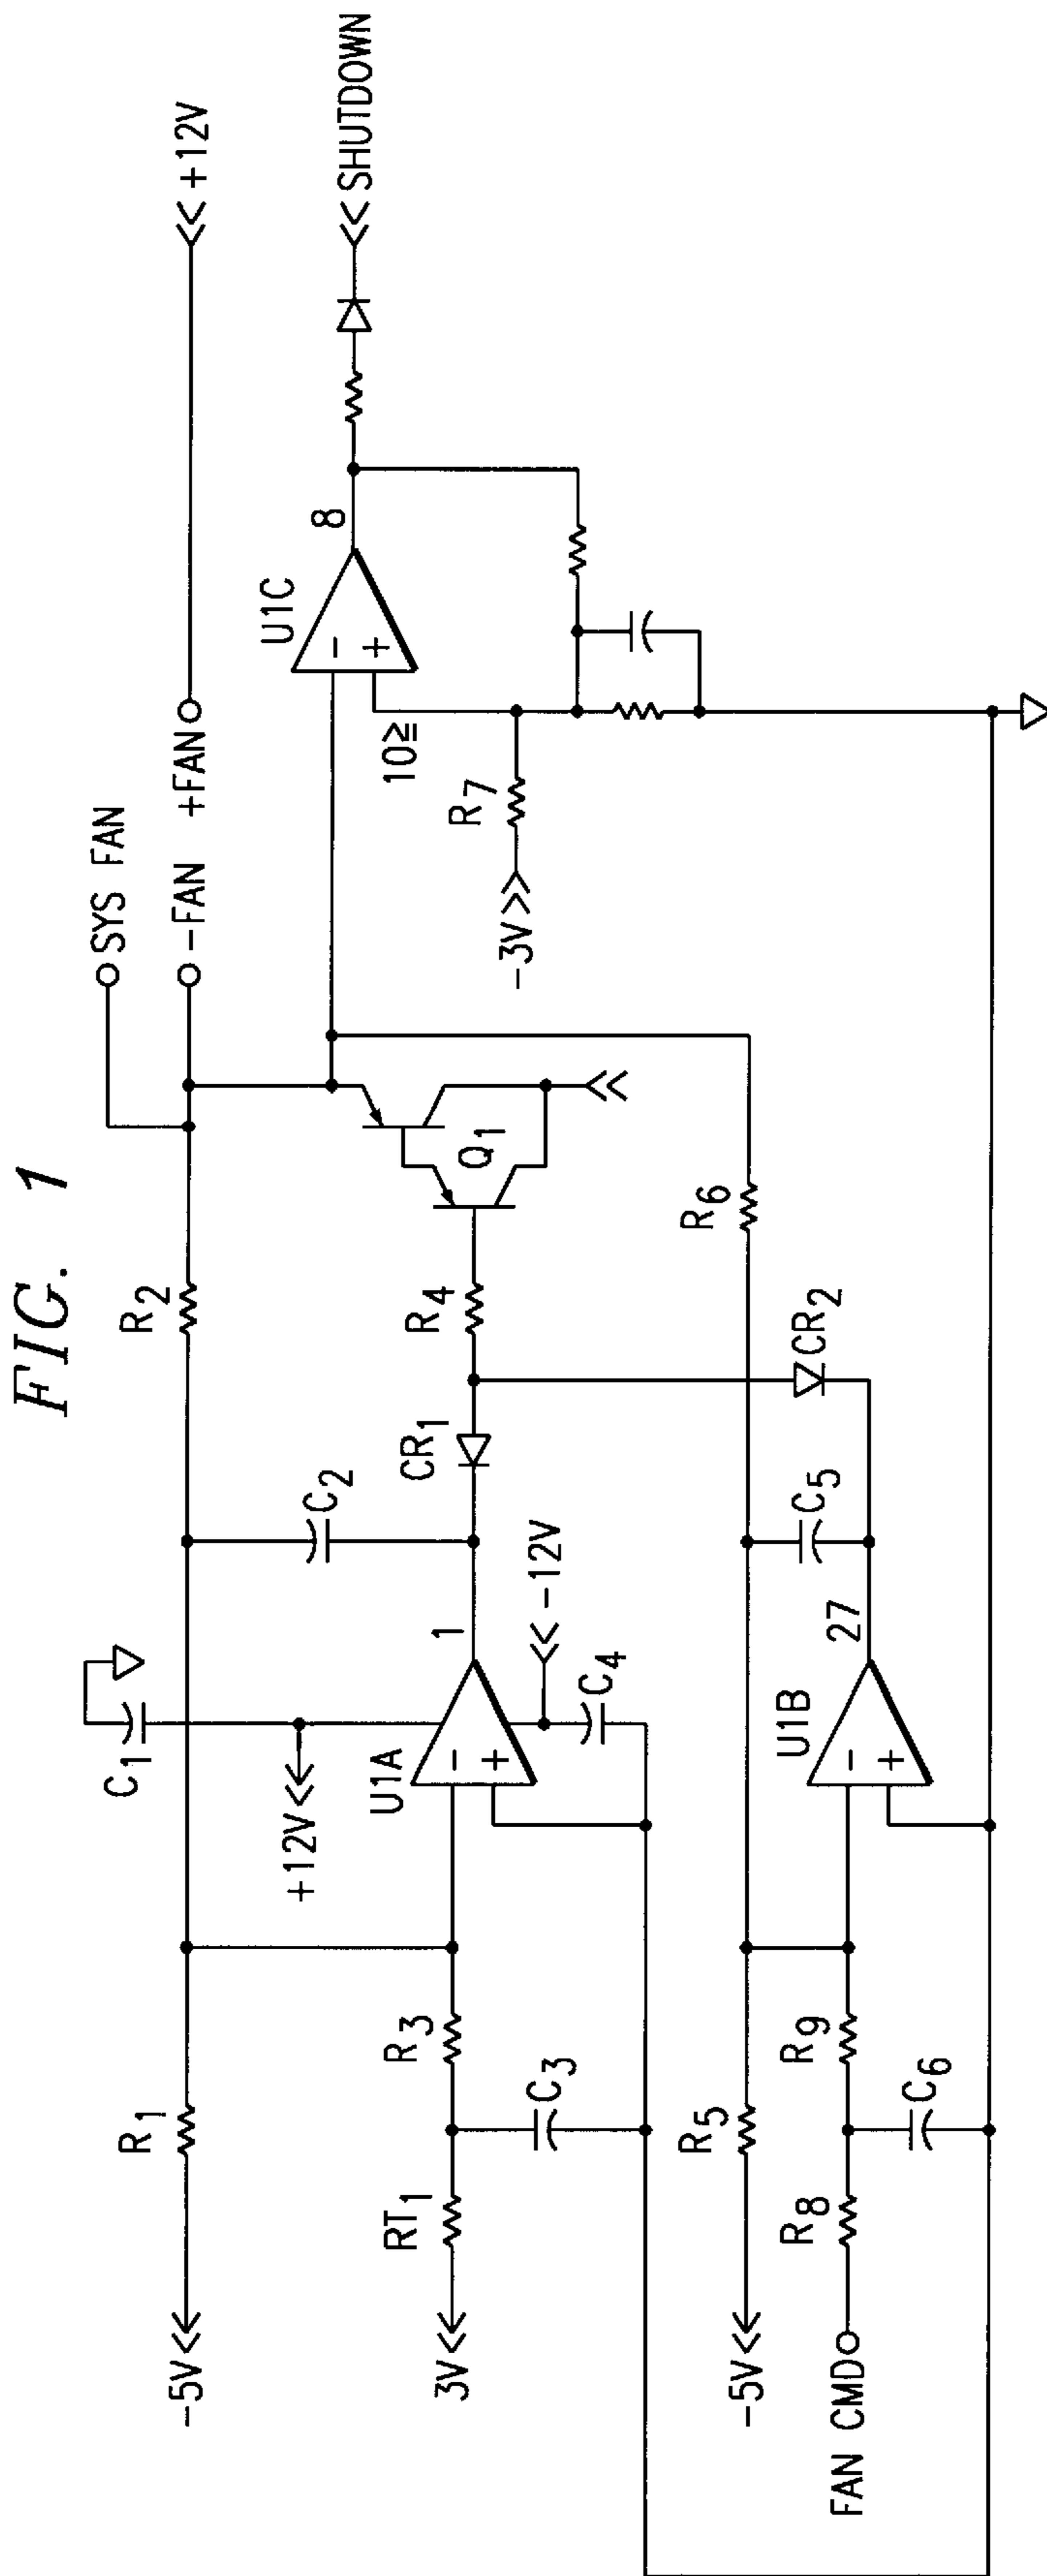 FIG. 1
SYS FAN
-FAN +FAN
+12V
R1
R2
-5V
C1
C2
+12V
U1A
-
+
1
-12V
C4
CR1
R4
Q1
U1C
-
+
8
10≥
SHUTDOWN
3V
RT1
R3
C3
-3V
R7
-5V
R5
R6
C5
CR2
FAN CMD
R8
R9
C6
U1B
-
+
27